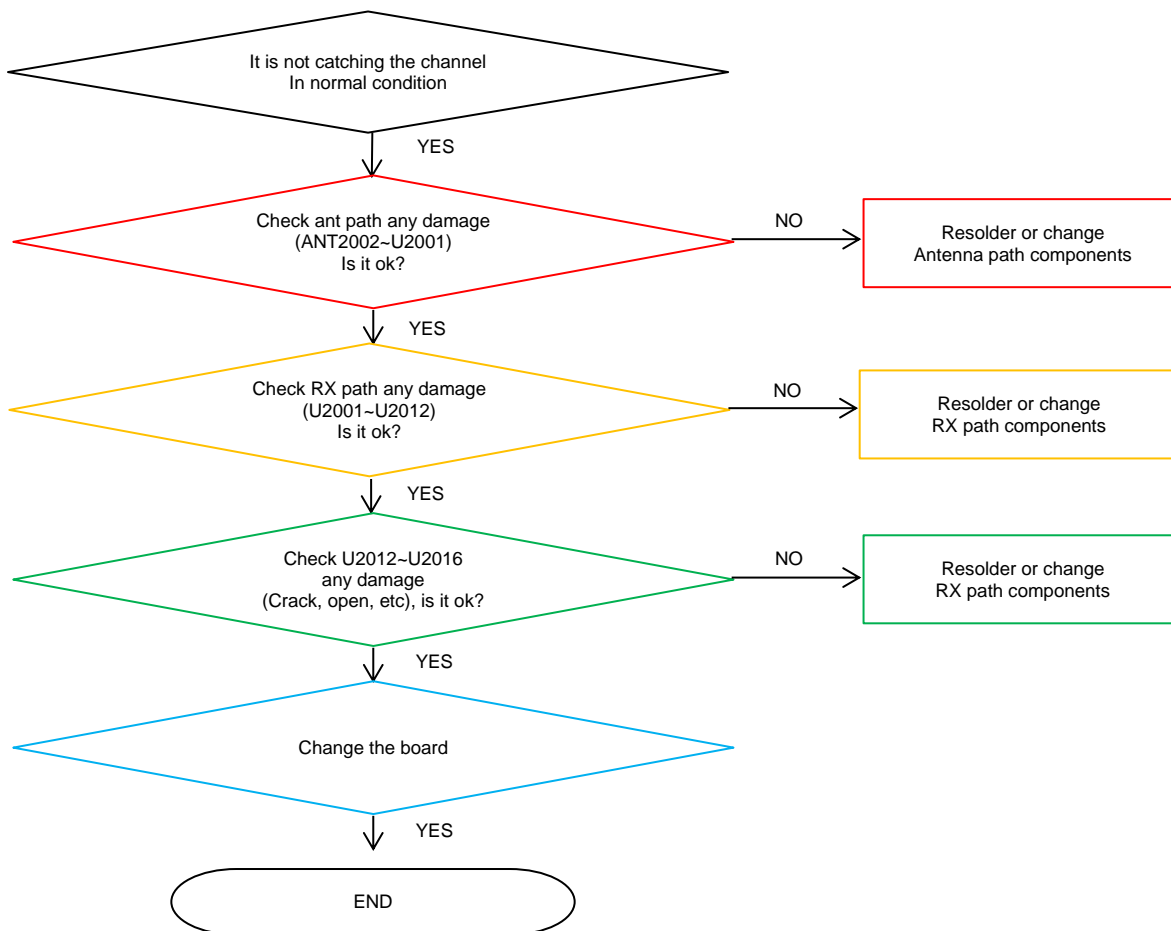 It is not catching the channel
In normal condition
YES
Check ant path any damage
(ANT2002~U2001)
Is it ok?
NO
Resolder or change
Antenna path components
YES
Check RX path any damage
(U2001~U2012)
Is it ok?
NO
Resolder or change
RX path components
YES
Check U2012~U2016
any damage
(Crack, open, etc), is it ok?
NO
Resolder or change
RX path components
YES
Change the board
YES
END